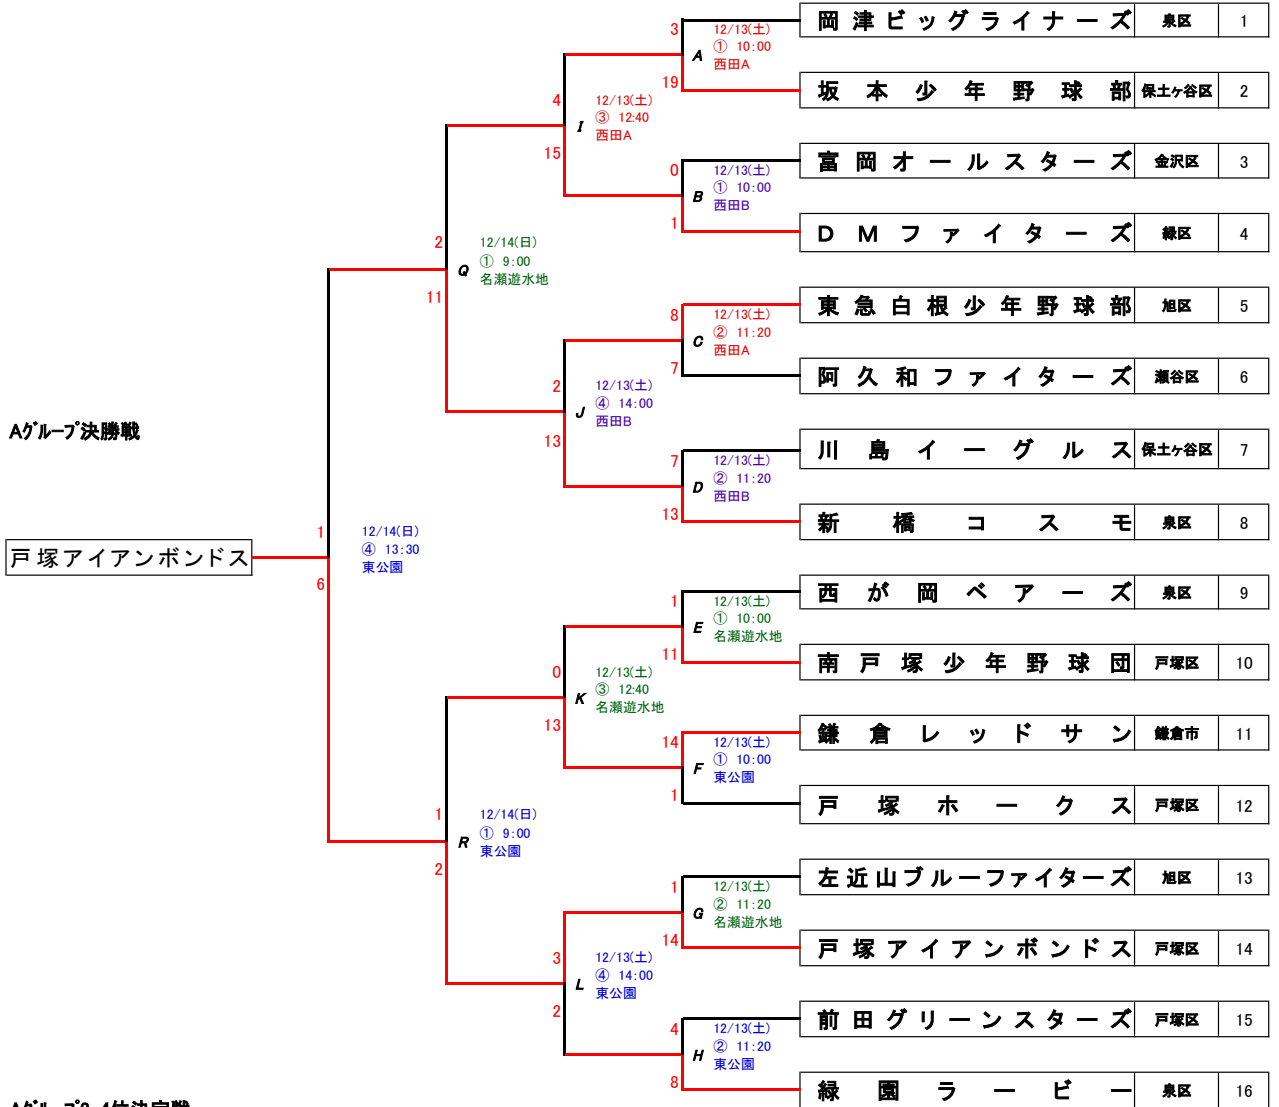 岡津ビッグライナーズ 泉区 1
3 12/13(土)
① 10:00
A 西田A
19
坂本少年野球部 保土ヶ谷区 2
4 12/13(土)
③ 12:40
I 西田A
15
富岡オールスターズ 金沢区 3
0 12/13(土)
① 10:00
B 西田B
1
DMファイターズ 緑区 4
2 12/14(日)
① 9:00
Q 名瀬遊水地
11
東急白根少年野球部 旭区 5
8 12/13(土)
② 11:20
C 西田A
7
阿久和ファイターズ 瀬谷区 6
2 12/13(土)
④ 14:00
J 西田B
13
Aグループ決勝戦
川島イーグルス 保土ヶ谷区 7
7 12/13(土)
② 11:20
D 西田B
13
新橋コスモ 泉区 8
1 12/14(日)
④ 13:30
東公園
戸塚アイアンボンドス
6
西が岡ベアーズ 泉区 9
1 12/13(土)
① 10:00
E 名瀬遊水地
11
南戸塚少年野球団 戸塚区 10
0 12/13(土)
③ 12:40
K 名瀬遊水地
13
鎌倉レッドサン 鎌倉市 11
14 12/13(土)
① 10:00
F 東公園
1
戸塚ホークス 戸塚区 12
1 12/14(日)
① 9:00
R 東公園
2
左近山ブルーファイターズ 旭区 13
1 12/13(土)
② 11:20
G 名瀬遊水地
14
戸塚アイアンボンドス 戸塚区 14
3 12/13(土)
④ 14:00
L 東公園
2
前田グリーンスターズ 戸塚区 15
4 12/13(土)
② 11:20
H 東公園
8
緑園ラービー 泉区 16